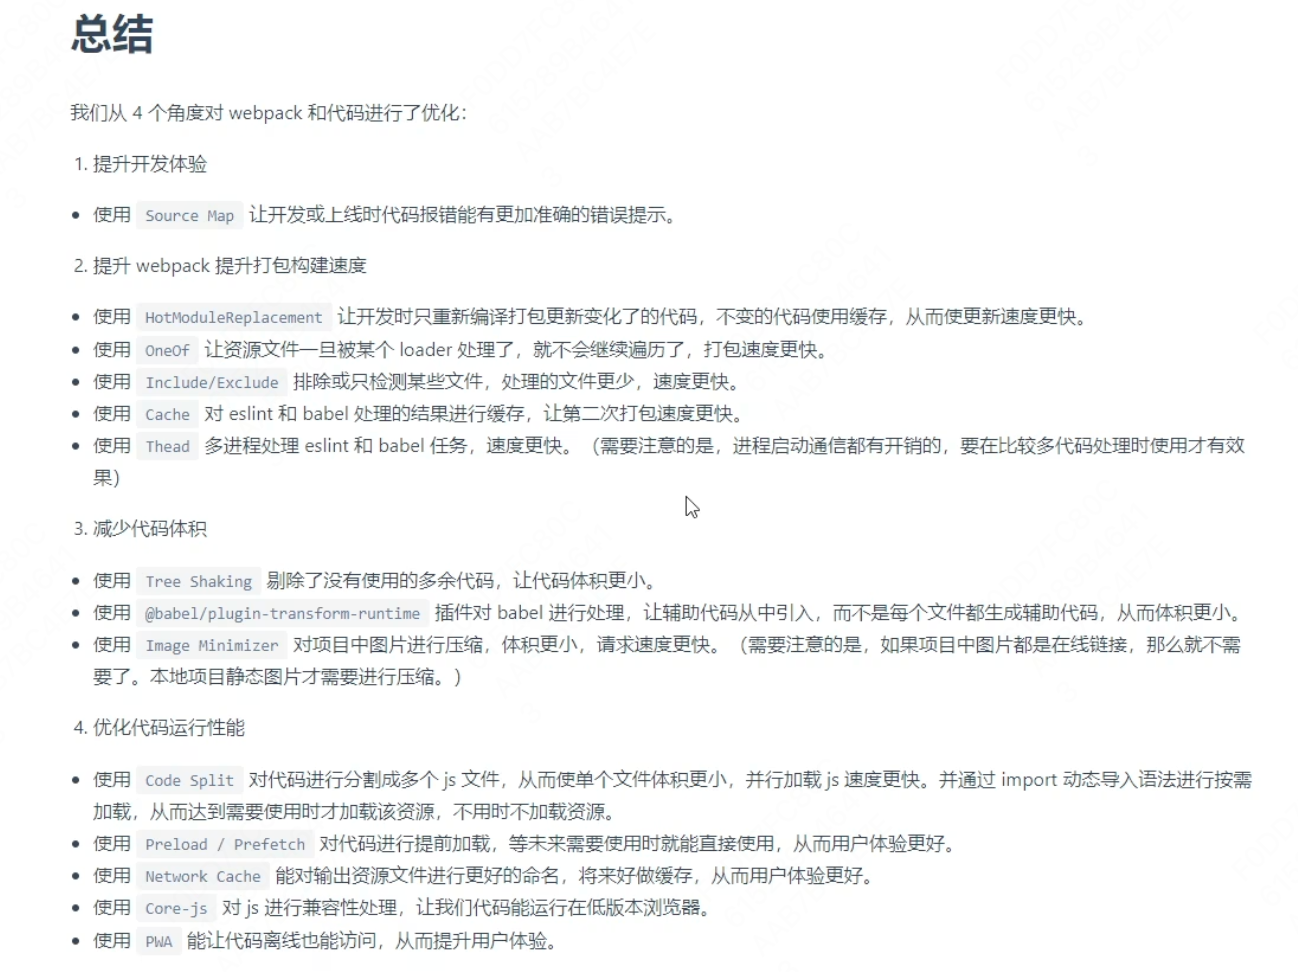 总结
我们从 4 个角度对 webpack 和代码进行了优化：
1. 提升开发体验
• 使用 Source Map 让开发或上线时代码报错能有更加准确的错误提示。
2. 提升 webpack 提升打包构建速度
• 使用 HotModuleReplacement 让开发时只重新编译打包更新变化了的代码，不变的代码使用缓存，从而使更新速度更快。
• 使用 OneOf 让资源文件一旦被某个 loader 处理了，就不会继续遍历了，打包速度更快。
• 使用 Include/Exclude 排除或只检测某些文件，处理的文件更少，速度更快。
• 使用 Cache 对 eslint 和 babel 处理的结果进行缓存，让第二次打包速度更快。
• 使用 Thead 多进程处理 eslint 和 babel 任务，速度更快。（需要注意的是，进程启动通信都有开销的，要在比较多代码处理时使用才有效
果）
3. 减少代码体积
• 使用 Tree Shaking 剔除了没有使用的多余代码，让代码体积更小。
• 使用 @babel/plugin-transform-runtime 插件对 babel 进行处理，让辅助代码从中引入，而不是每个文件都生成辅助代码，从而体积更小。
• 使用 Image Minimizer 对项目中图片进行压缩，体积更小，请求速度更快。（需要注意的是，如果项目中图片都是在线链接，那么就不需
要了。本地项目静态图片才需要进行压缩。）
4. 优化代码运行性能
• 使用 Code Split 对代码进行分割成多个 js 文件，从而使单个文件体积更小，并行加载 js 速度更快。并通过 import 动态导入语法进行按需
加载，从而达到需要使用时才加载该资源，不用时不加载资源。
• 使用 Preload / Prefetch 对代码进行提前加载，等未来需要使用时就能直接使用，从而用户体验更好。
• 使用 Network Cache 能对输出资源文件进行更好的命名，将来好做缓存，从而用户体验更好。
• 使用 Core-js 对 js 进行兼容性处理，让我们代码能运行在低版本浏览器。
• 使用 PWA 能让代码离线也能访问，从而提升用户体验。